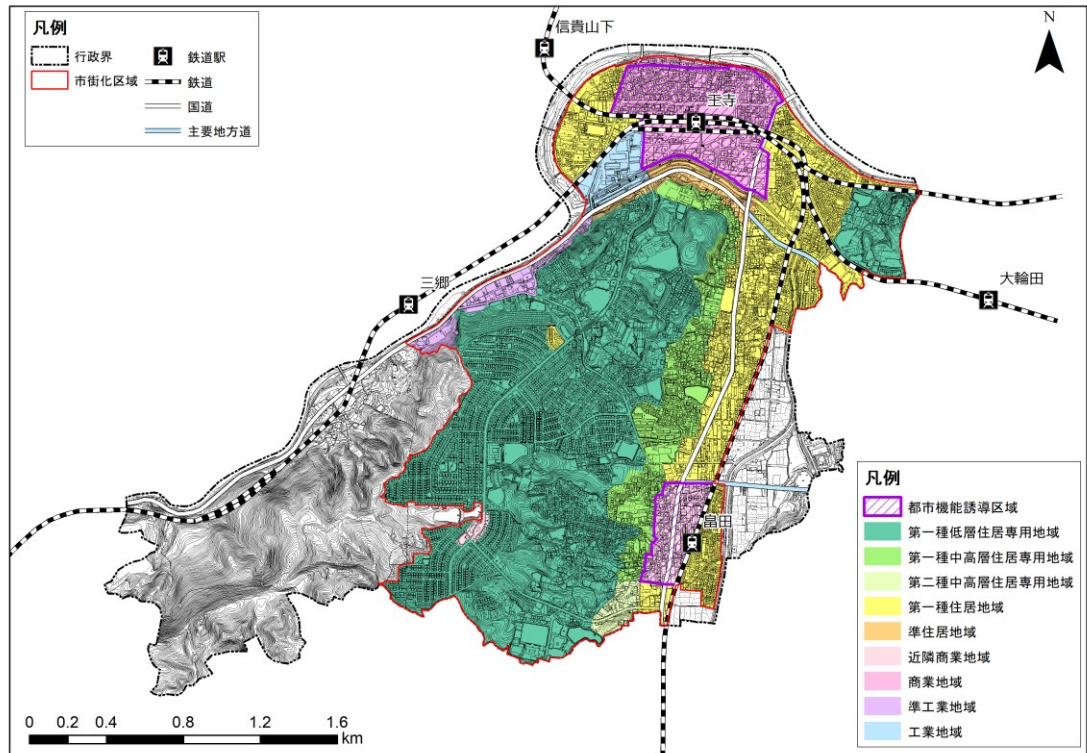 凡例
行政界
市街化区域
鉄道駅
鉄道
国道
主要地方道
信貴山下
N
王寺
三郷
大輪田
畠田
凡例
都市機能誘導区域
第一種低層住居専用地域
第一種中高層住居専用地域
第二種中高層住居専用地域
第一種住居地域
準住居地域
近隣商業地域
商業地域
準工業地域
工業地域
0 0.2 0.4 0.8 1.2 1.6
km